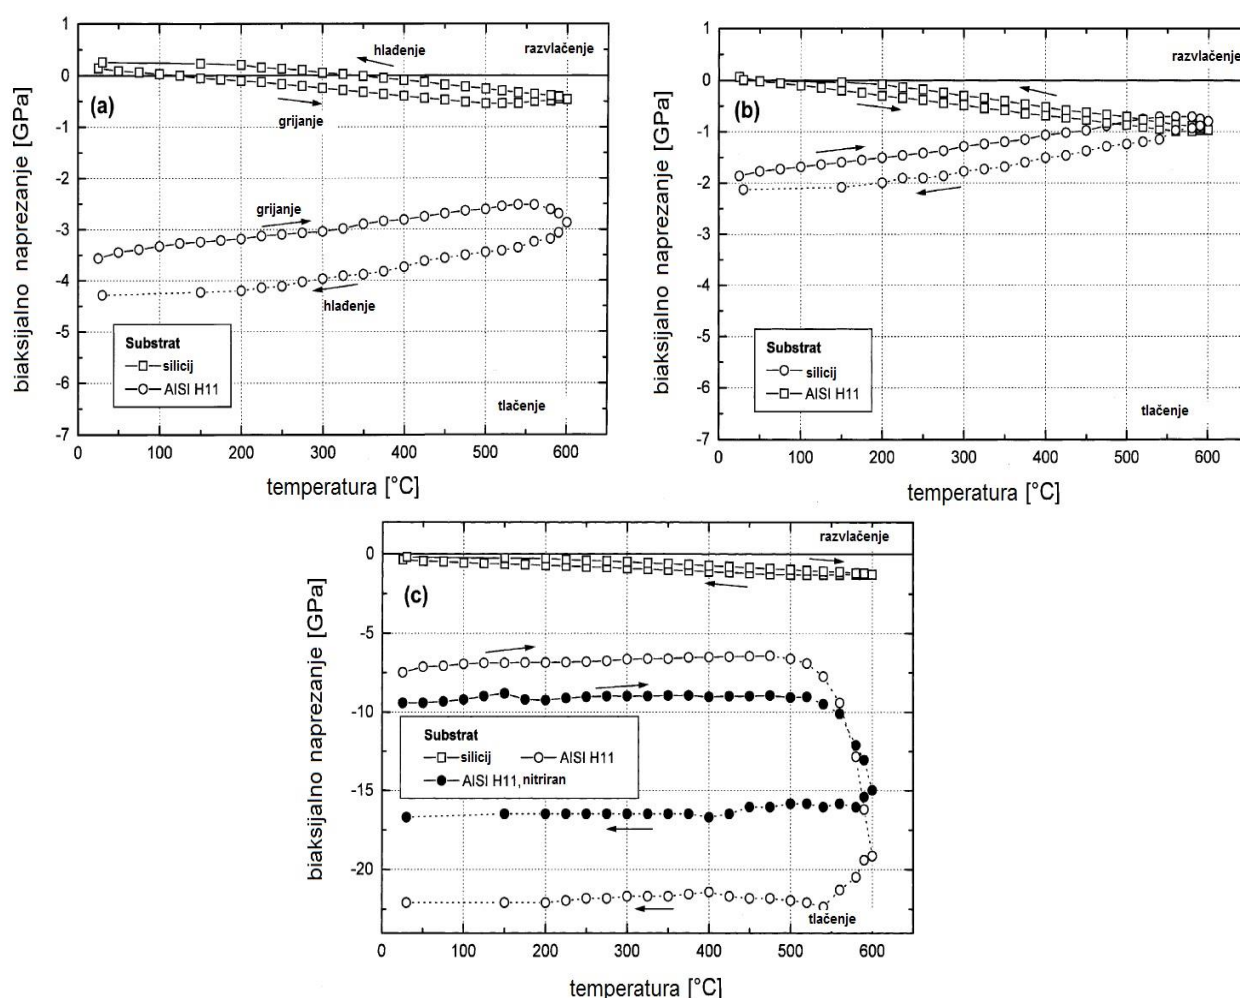 1
0
-1
-2
-3
-4
-5
-6
-7
biaksijalno naprezanje [GPa]
hlađenje
razvlačenje
(a)
grijanje
grijanje
hlađenje
Substrat
silicij
AISI H11
tlačenje
0 100 200 300 400 500 600
temperatura [°C]
1
0
-1
-2
-3
-4
-5
-6
-7
biaksijalno naprezanje [GPa]
razvlačenje
(b)
Substrat
silicij
AISI H11
tlačenje
0 100 200 300 400 500 600
temperatura [°C]
0
-5
-10
-15
-20
biaksijalno naprezanje [GPa]
razvlačenje
(c)
Substrat
silicij AISI H11
AISI H11, nitriran
tlačenje
0 100 200 300 400 500 600
temperatura [°C]